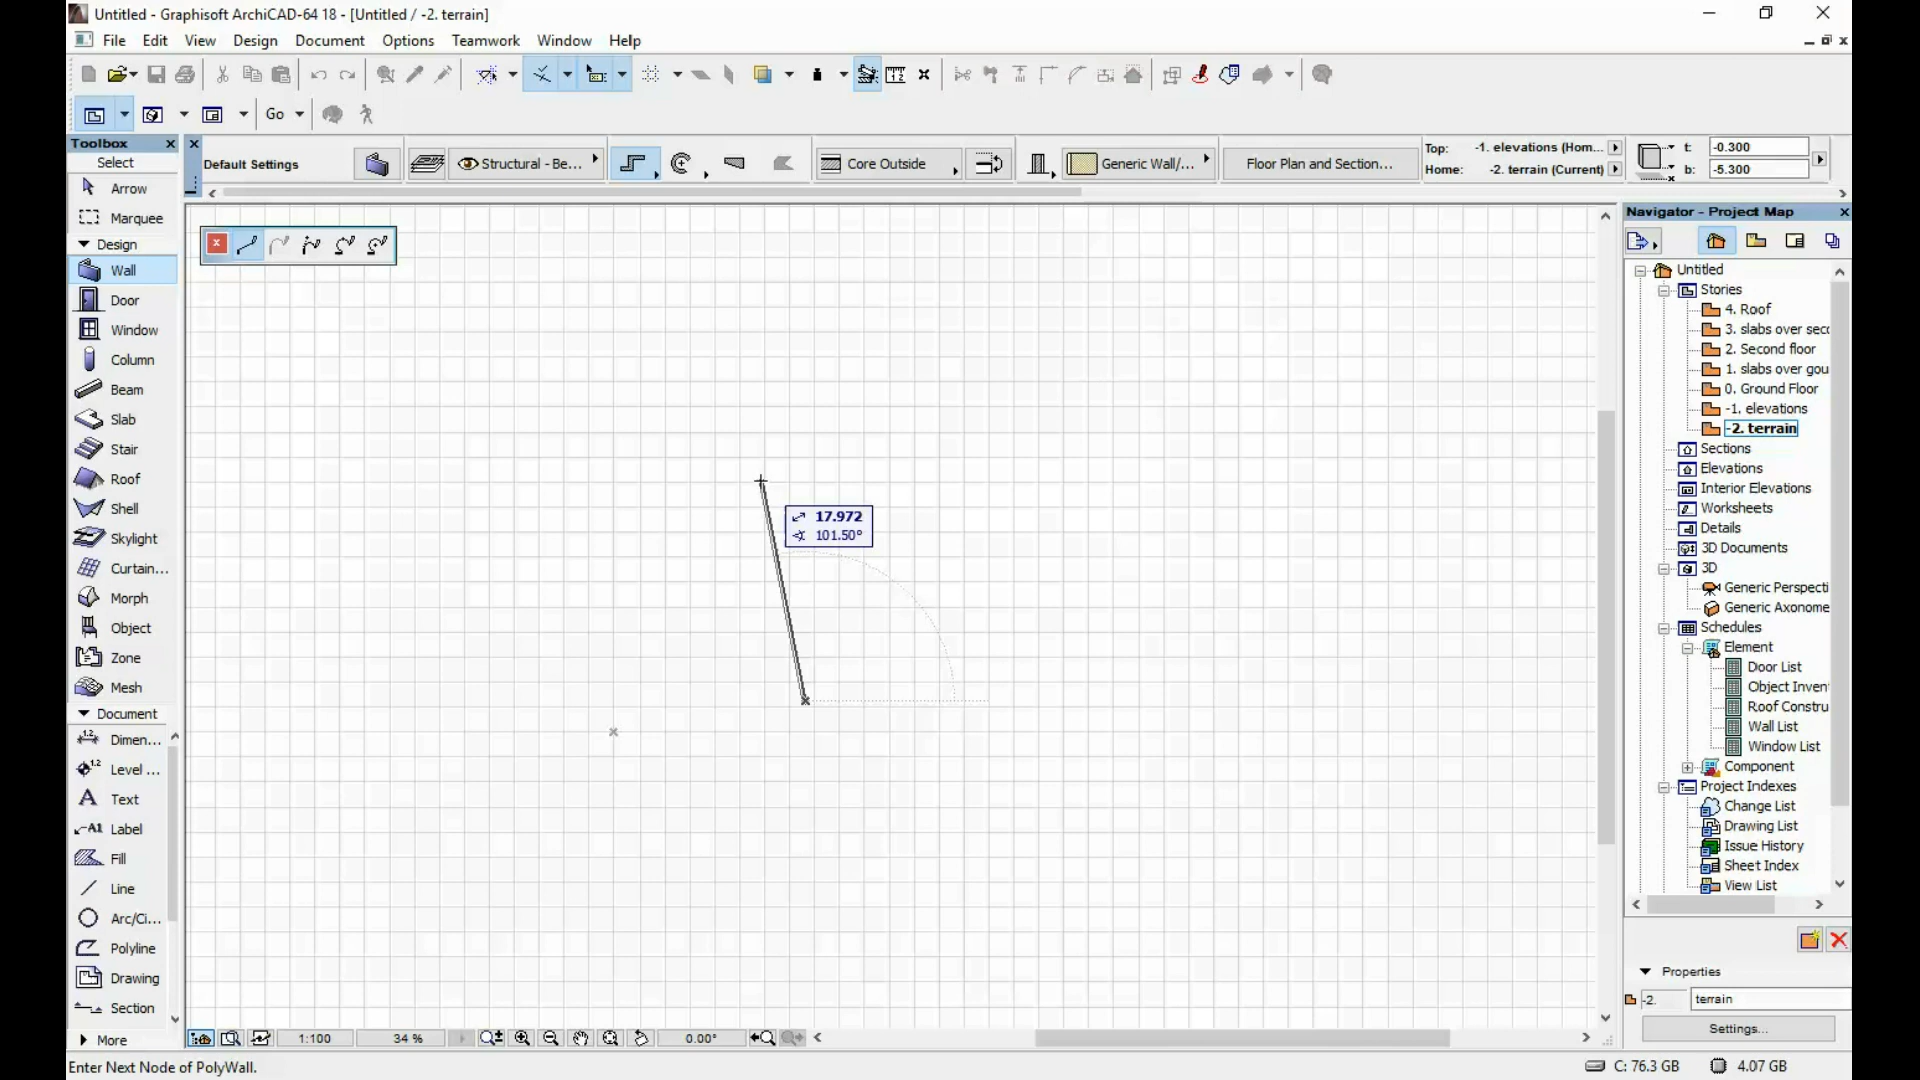 Untitled - Graphisoft ArchiCAD-64 18 - [Untitled / -2. terrain]
File Edit View Design Document Options Teamwork Window Help
Go
Toolbox
Select
Arrow
Marquee
Design
Wall
Door
Window
Column
Beam
Slab
Stair
Roof
Shell
Skylight
Curtain...
Morph
Object
Zone
Mesh
Document
Dimen...
Level ...
Text
Label
Fill
Line
Arc/Ci...
Polyline
Drawing
Section
More
Default Settings
Structural - Be...
Core Outside
Generic Wall/...
Floor Plan and Section...
Top: -1. elevations (Hom...
Home: -2. terrain (Current)
t: -0.300
b: -5.300
17.972
101.50°
Navigator - Project Map
Untitled
Stories
4. Roof
3. slabs over seco
2. Second floor
1. slabs over gou
0. Ground Floor
-1. elevations
-2. terrain
Sections
Elevations
Interior Elevations
Worksheets
Details
3D Documents
3D
Generic Perspecti
Generic Axonome
Schedules
Element
Door List
Object Inven
Roof Constru
Wall List
Window List
Component
Project Indexes
Change List
Drawing List
Issue History
Sheet Index
View List
Properties
-2. terrain
Settings...
1:100 34 % 0.00°
Enter Next Node of PolyWall.
C: 76.3 GB 4.07 GB